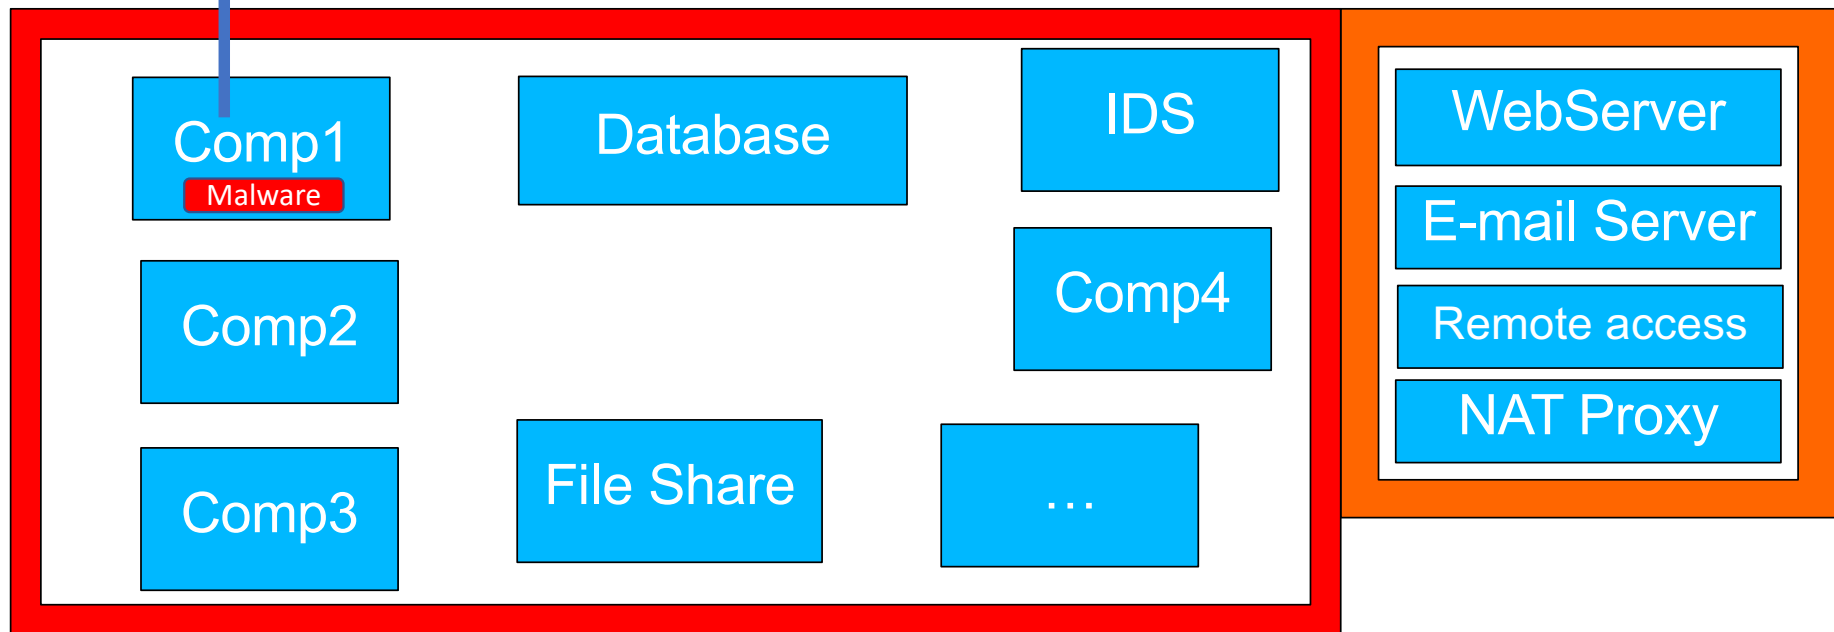 Comp1
Malware
Comp2
Comp3
Database
File Share
IDS
Comp4
...
WebServer
E-mail Server
Remote access
NAT Proxy